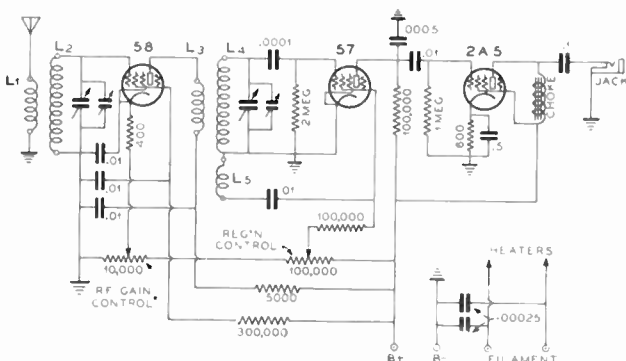 L1
L2
58
L3
L4
.0001
57
.0005
.01
2A5
.1
JACK
CHOKE
400
2 MEG
100,000
1 MEG
600
.5
.01
.01
.01
L5
.01
100,000
REG'N
CONTROL
10,000
100,000
RF GAIN
CONTROL
5000
300,000
HEATERS
.00025
B+
B-
FILAMENT